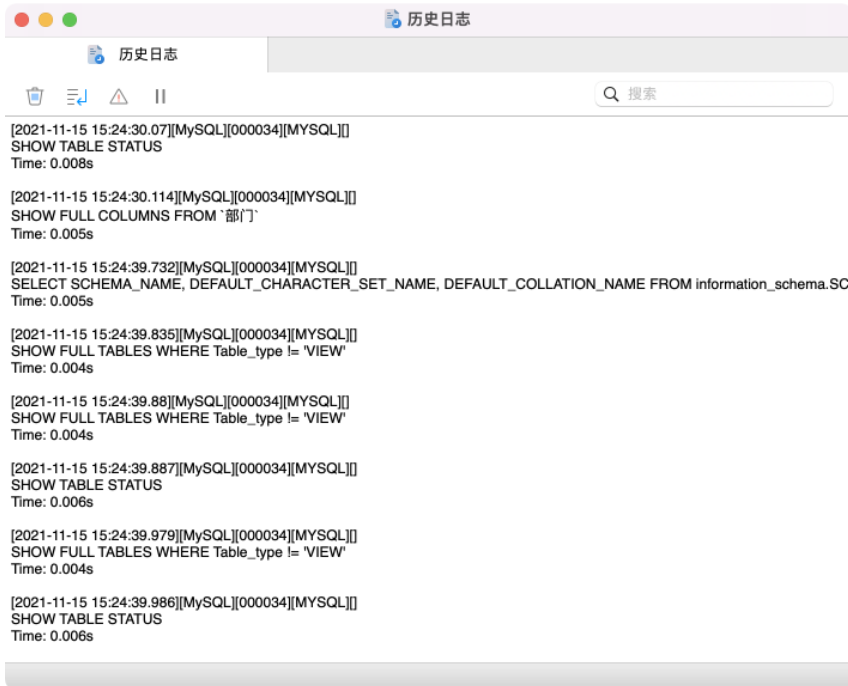 历史日志
历史日志
搜索
[2021-11-15 15:24:30.07][MySQL][000034][MYSQL][]
SHOW TABLE STATUS
Time: 0.008s
[2021-11-15 15:24:30.114][MySQL][000034][MYSQL][]
SHOW FULL COLUMNS FROM `部门`
Time: 0.005s
[2021-11-15 15:24:39.732][MySQL][000034][MYSQL][]
SELECT SCHEMA_NAME, DEFAULT_CHARACTER_SET_NAME, DEFAULT_COLLATION_NAME FROM information_schema.SC
Time: 0.005s
[2021-11-15 15:24:39.835][MySQL][000034][MYSQL][]
SHOW FULL TABLES WHERE Table_type != 'VIEW'
Time: 0.004s
[2021-11-15 15:24:39.88][MySQL][000034][MYSQL][]
SHOW FULL TABLES WHERE Table_type != 'VIEW'
Time: 0.004s
[2021-11-15 15:24:39.887][MySQL][000034][MYSQL][]
SHOW TABLE STATUS
Time: 0.006s
[2021-11-15 15:24:39.979][MySQL][000034][MYSQL][]
SHOW FULL TABLES WHERE Table_type != 'VIEW'
Time: 0.004s
[2021-11-15 15:24:39.986][MySQL][000034][MYSQL][]
SHOW TABLE STATUS
Time: 0.006s